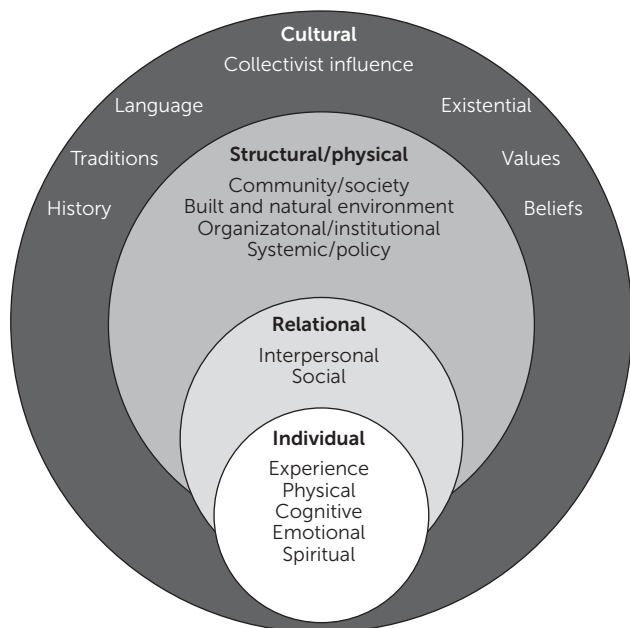 Cultural
Collectivist influence
Language
Existential
Traditions
Values
History
Beliefs
Structural/physical
Community/society
Built and natural environment
Organizatonal/institutional
Systemic/policy
Relational
Interpersonal
Social
Individual
Experience
Physical
Cognitive
Emotional
Spiritual